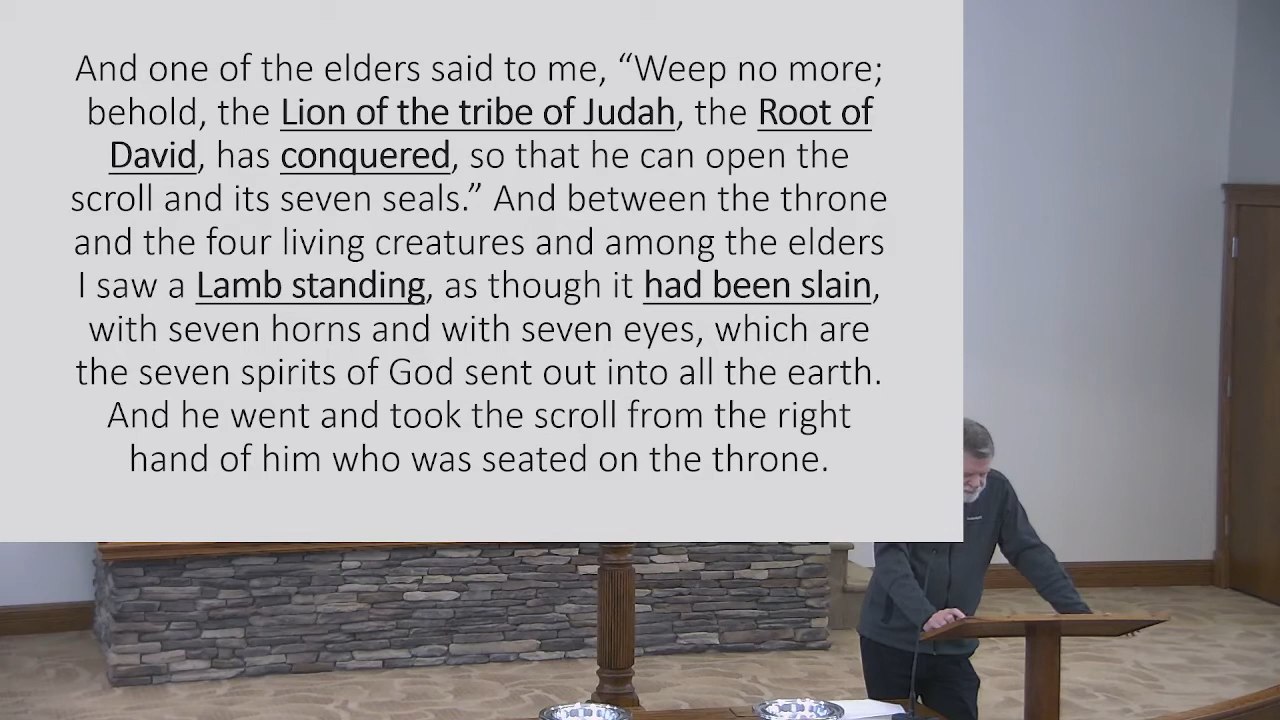 And one of the elders said to me, “Weep no more;
behold, the Lion of the tribe of Judah, the Root of
David, has conquered, so that he can open the
scroll and its seven seals.” And between the throne
and the four living creatures and among the elders
I saw a Lamb standing, as though it had been slain,
with seven horns and with seven eyes, which are
the seven spirits of God sent out into all the earth.
And he went and took the scroll from the right
hand of him who was seated on the throne.